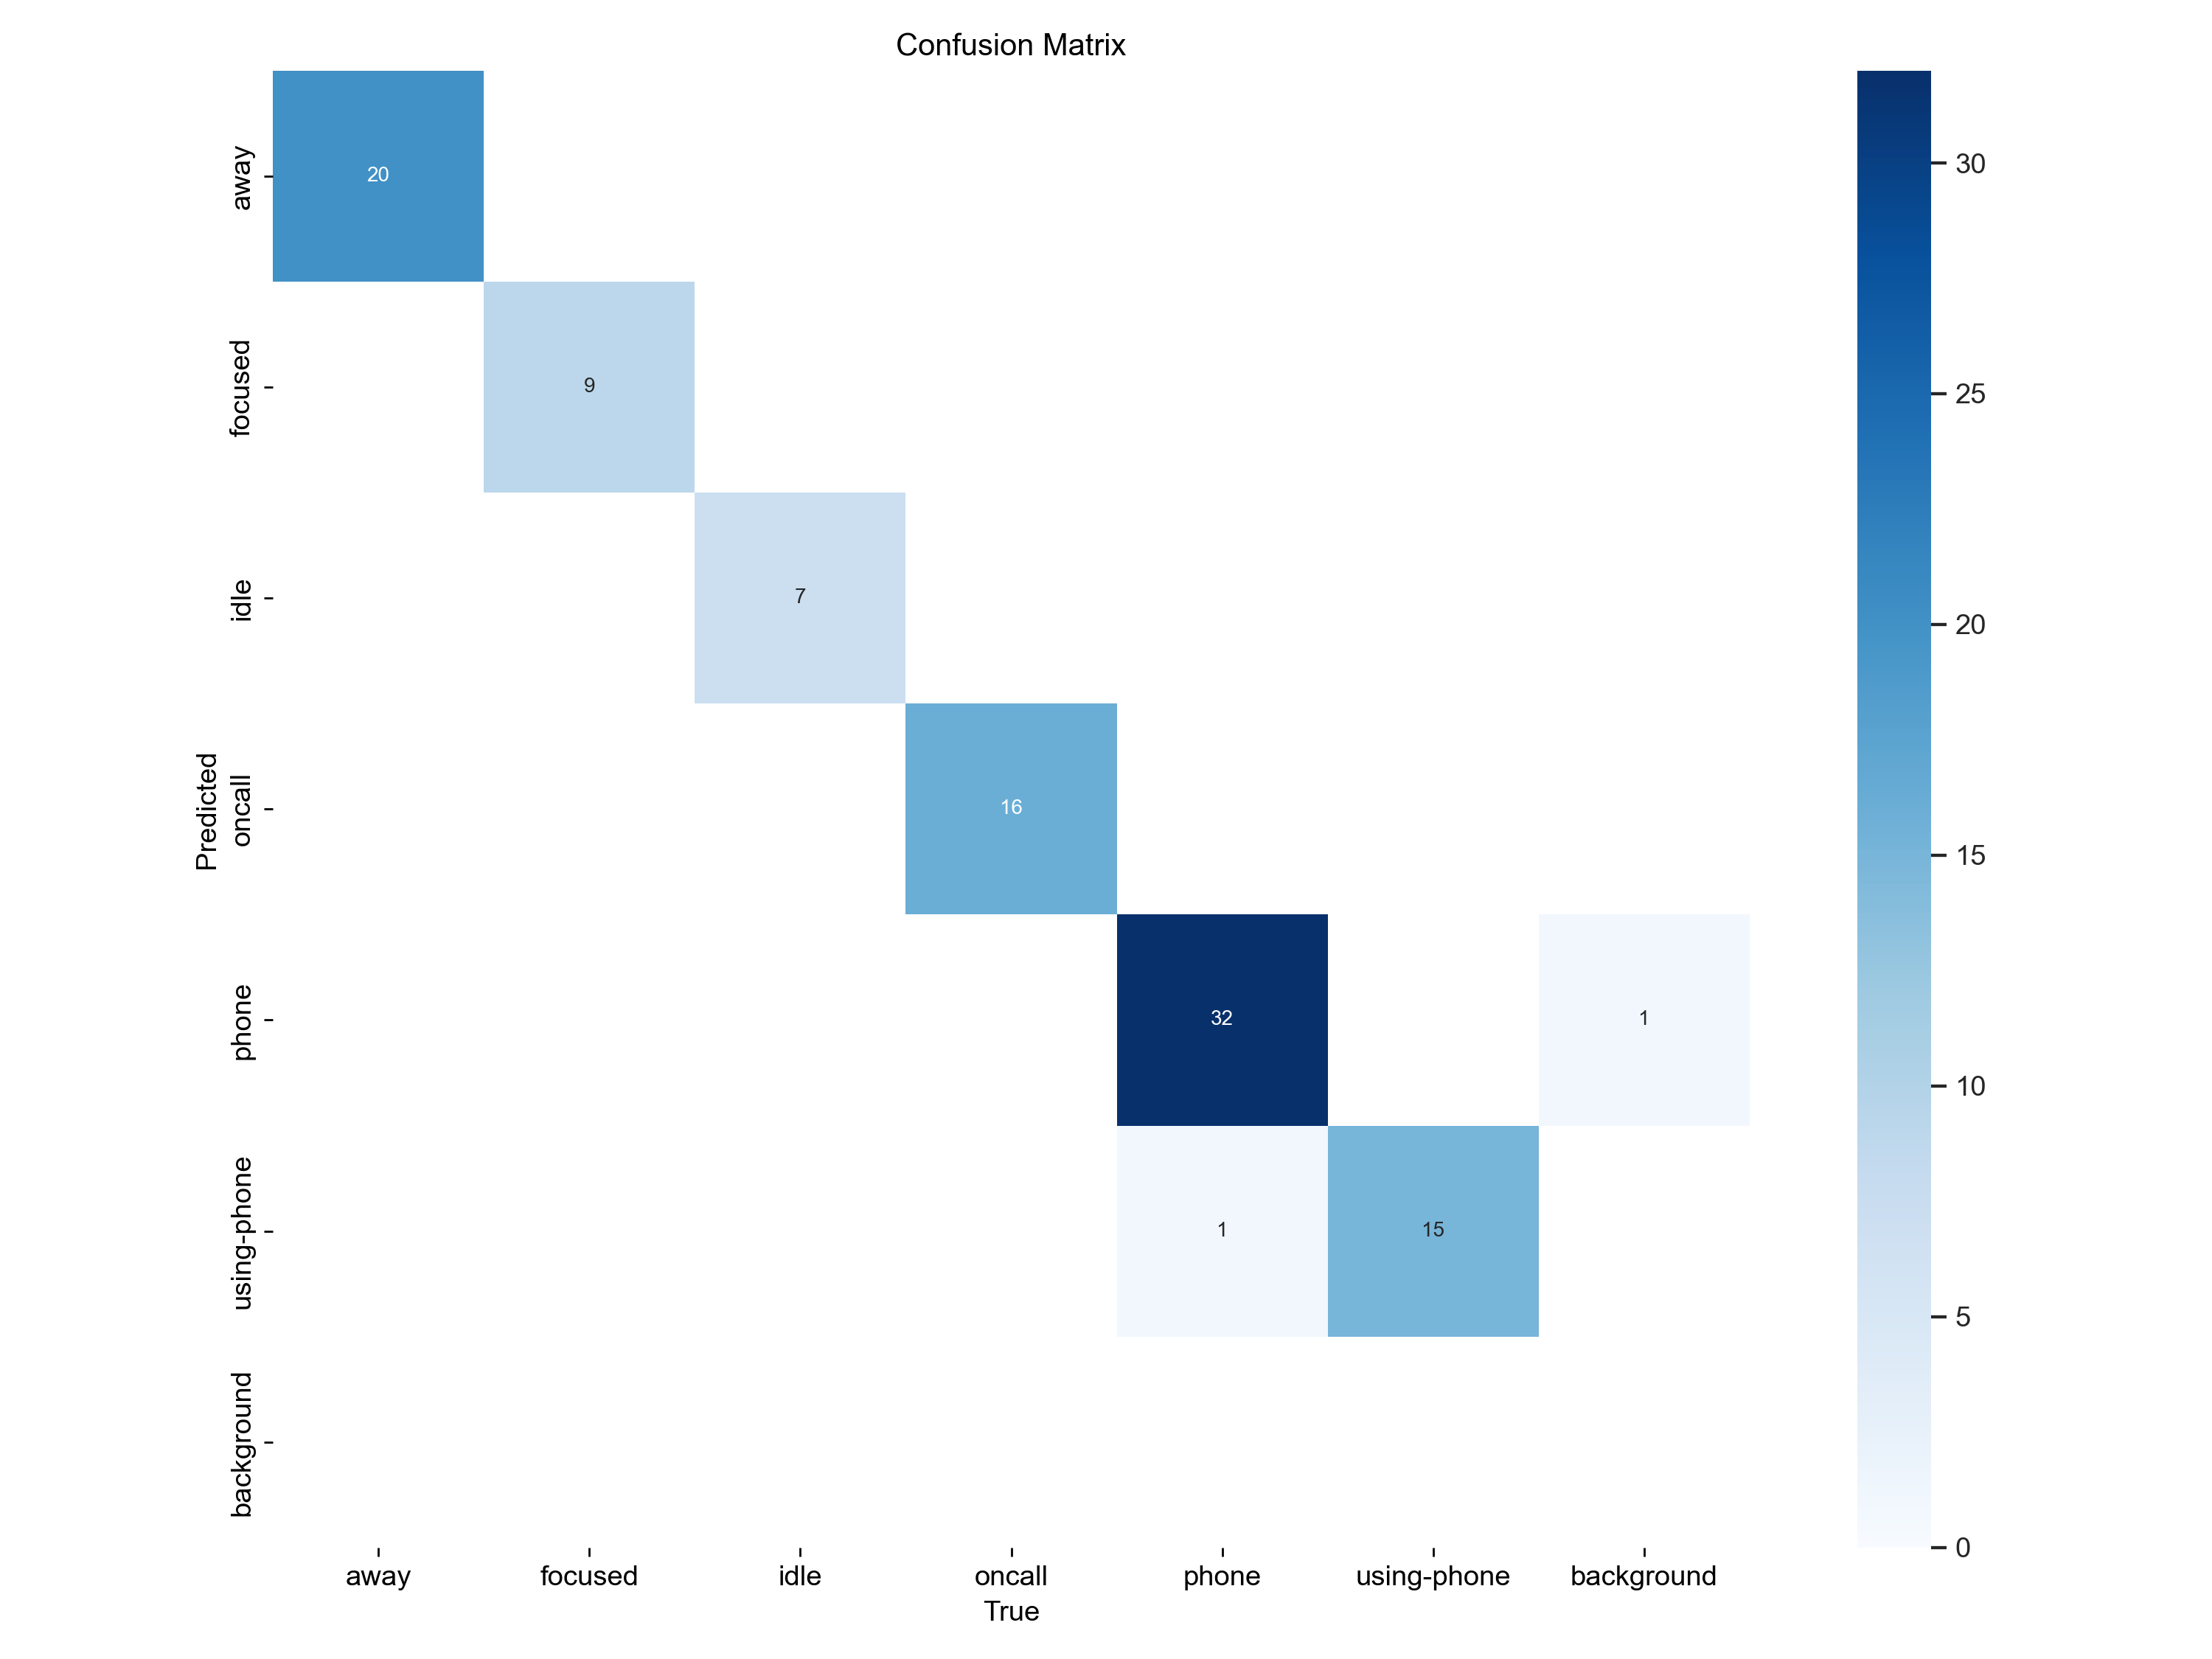 Confusion Matrix
away
20
focused
9
idle
7
oncall
16
phone
32
1
using-phone
1
15
background
Predicted
away
focused
idle
oncall
phone
using-phone
background
True
30
25
20
15
10
5
0